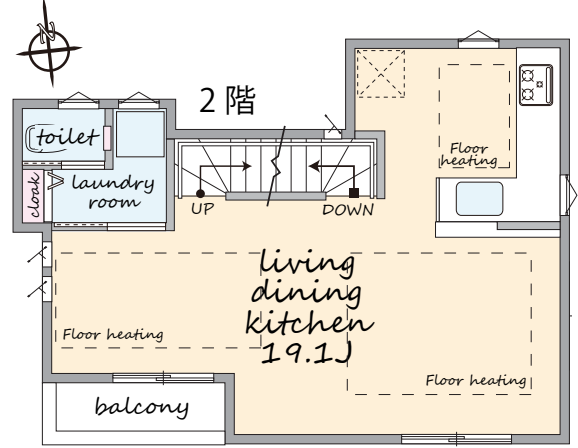 N
2階
toilet
cloak
laundry
room
UP
DOWN
Floor
heating
living
dining
kitchen
19.1J
Floor heating
Floor heating
balcony